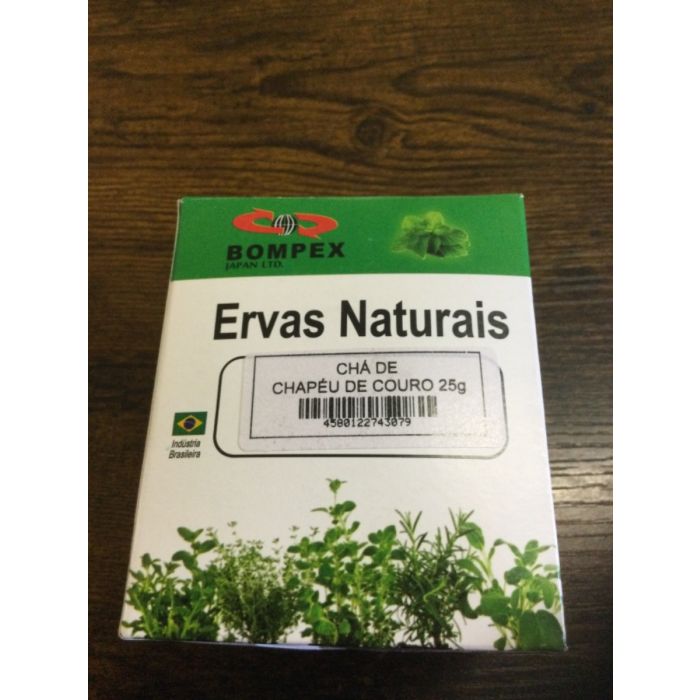 BOMPEX
JAPAN LTD.
Ervas Naturais
CHÁ DE
CHAPÉU DE COURO 25g
4580122743079
Indústria
Brasileira